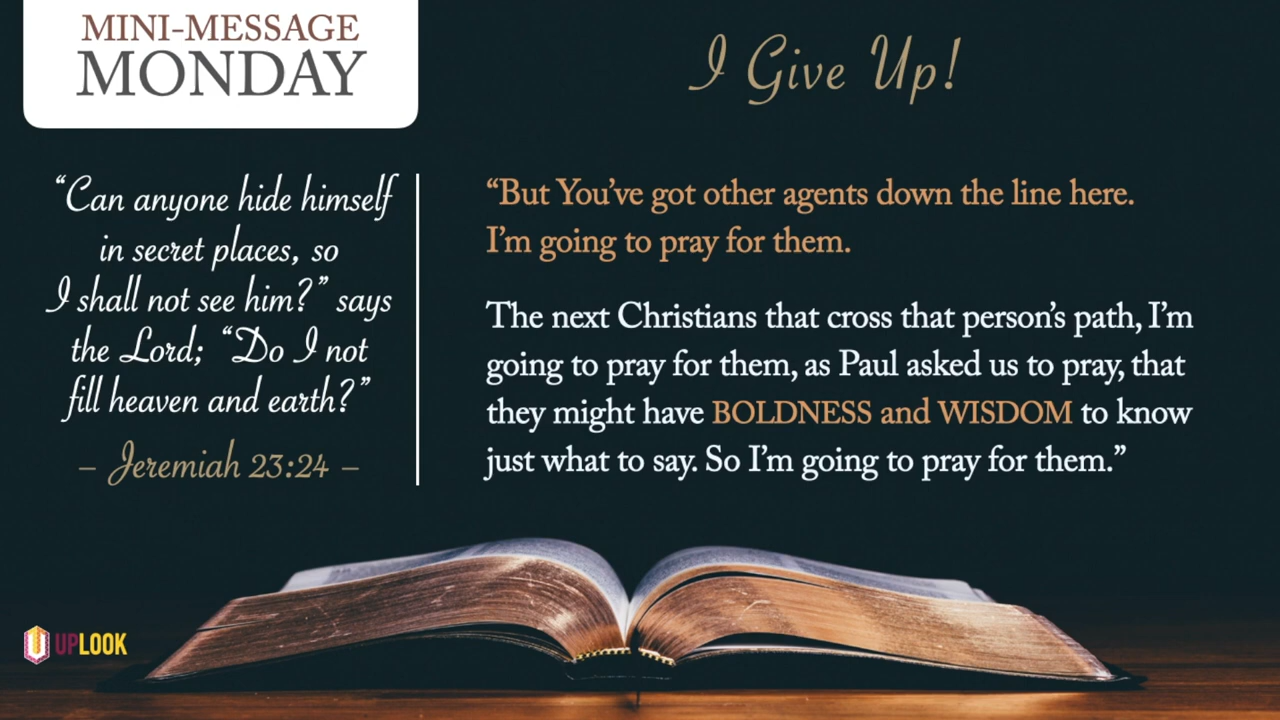 MINI-MESSAGE
MONDAY
I Give Up!
“Can anyone hide himself
in secret places, so
I shall not see him?” says
the Lord; “Do I not
fill heaven and earth?”
– Jeremiah 23:24 –
“But You’ve got other agents down the line here.
I’m going to pray for them.
The next Christians that cross that person’s path, I’m
going to pray for them, as Paul asked us to pray, that
they might have BOLDNESS and WISDOM to know
just what to say. So I’m going to pray for them.”
UPLOOK